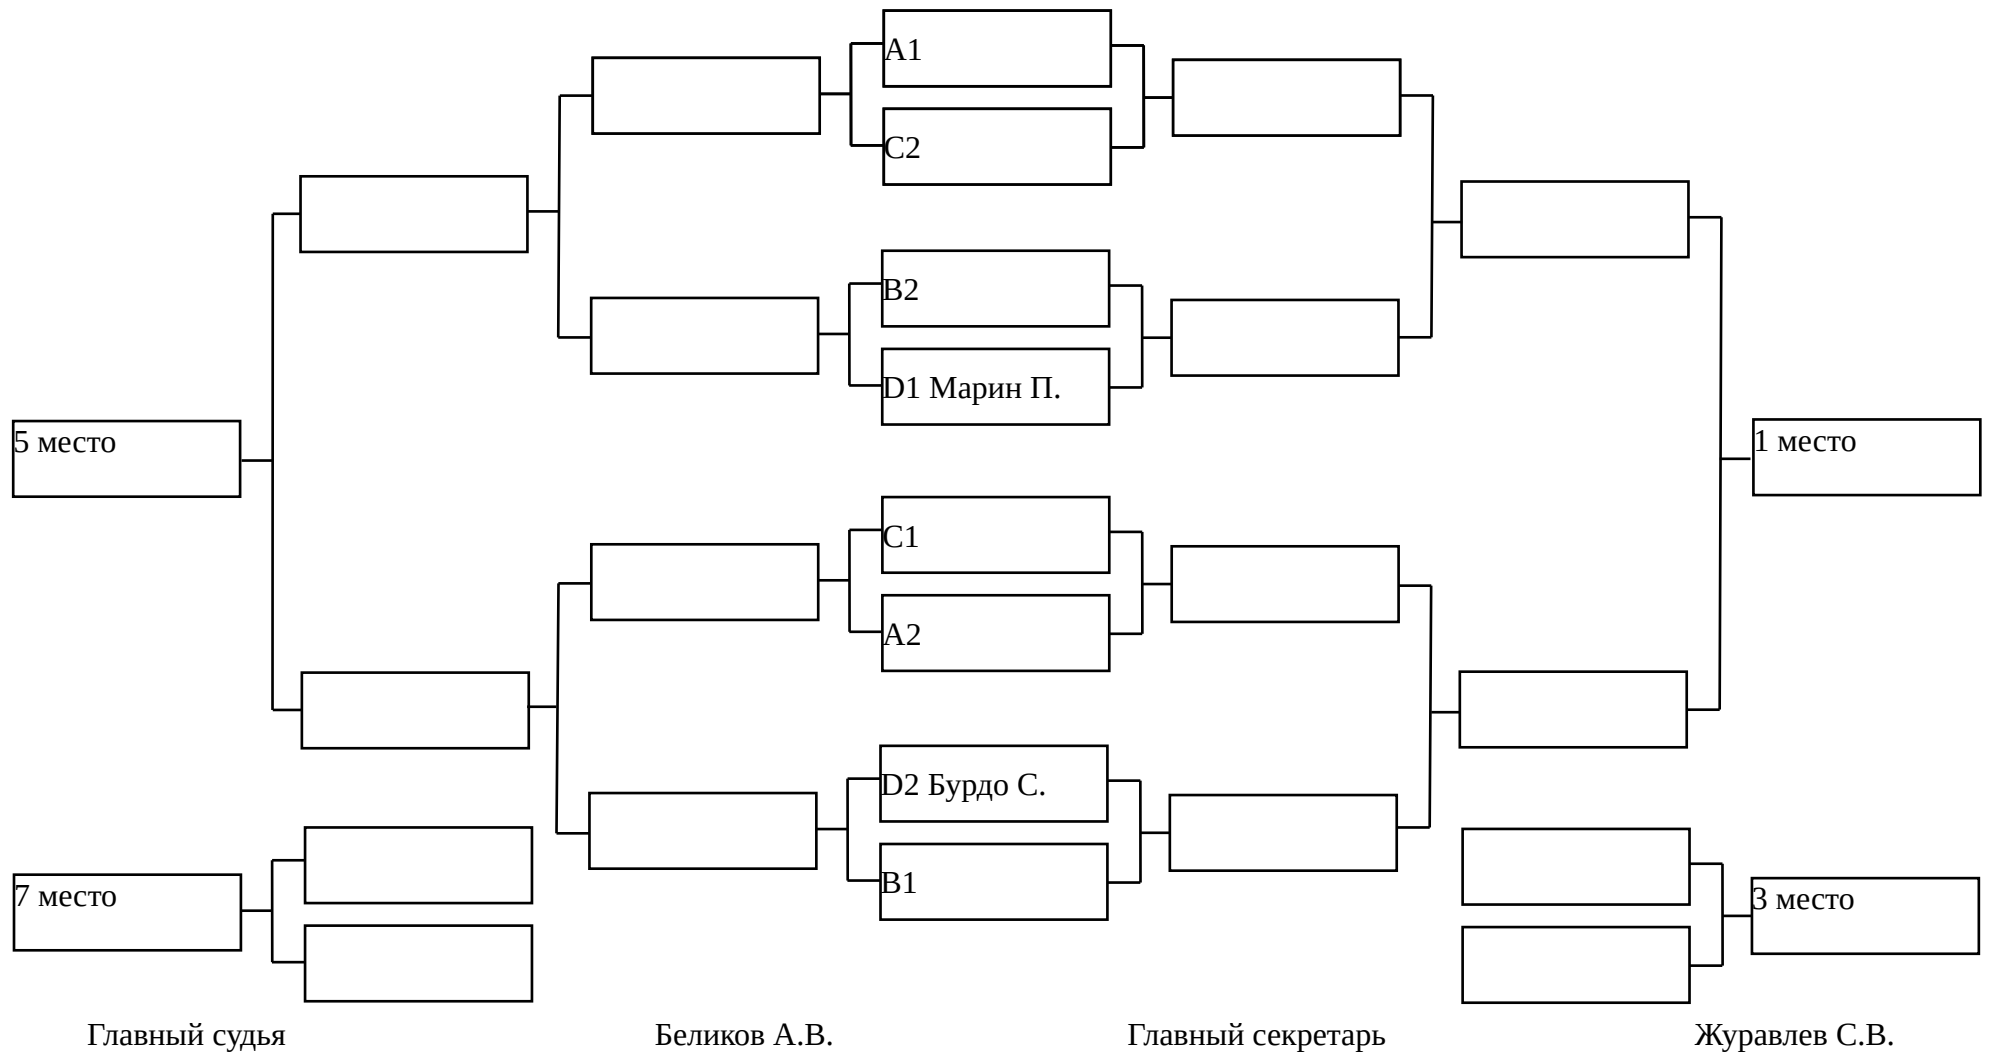 A1
C2
B2
D1 Марин П.
5 место
1 место
C1
A2
D2 Бурдо С.
B1
7 место
3 место
Главный судья
Беликов А.В.
Главный секретарь
Журавлев С.В.